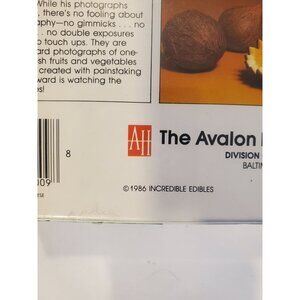 While his photographs
, there's no fooling about
phy—no gimmicks . . . no
. . . no double exposures
o touch ups. They are
rd photographs of one-
sh fruits and vegetables
created with painstaking
ward is watching the
s!
8
009
AH The Avalon
DIVISION
BALTI
© 1986 INCREDIBLE EDIBLES